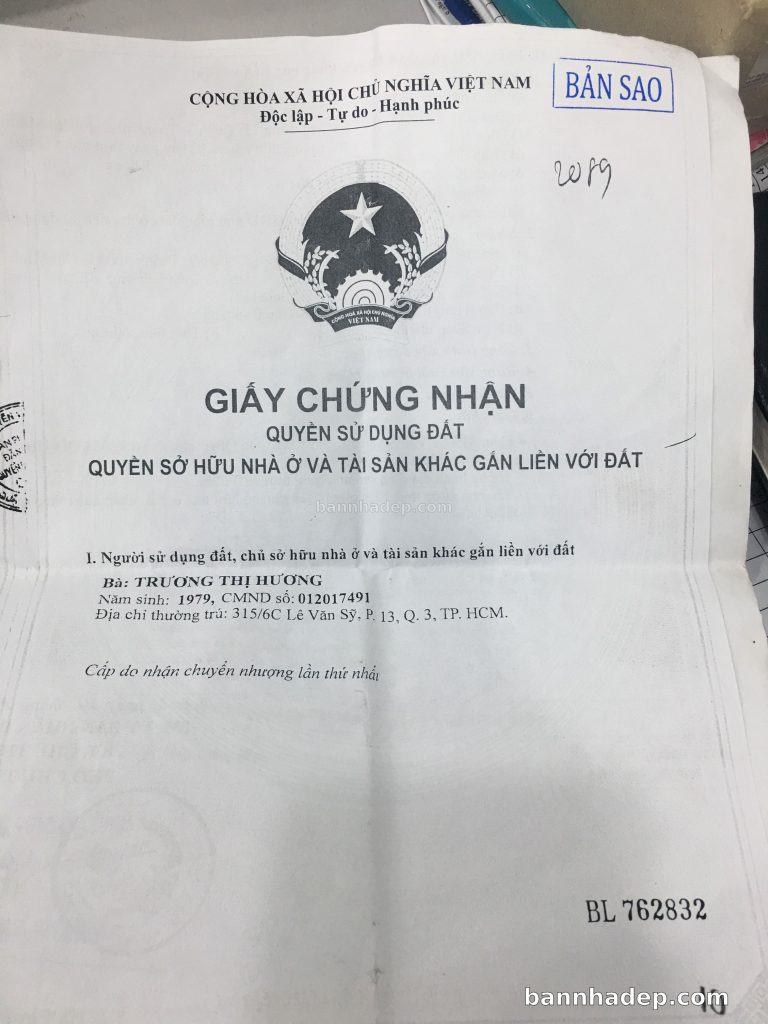 CỘNG HÒA XÃ HỘI CHỦ NGHĨA VIỆT NAM
Độc lập - Tự do - Hạnh phúc
BẢN SAO
2089
CỘNG HOÀ XÃ HỘI CHỦ NGHĨA
VIỆT NAM
GIẤY CHỨNG NHẬN
QUYỀN SỬ DỤNG ĐẤT
QUYỀN SỞ HỮU NHÀ Ở VÀ TÀI SẢN KHÁC GẮN LIỀN VỚI ĐẤT
bannhadep.com
I. Người sử dụng đất, chủ sở hữu nhà ở và tài sản khác gắn liền với đất
Bà: TRƯƠNG THỊ HƯƠNG
Năm sinh: 1979, CMND số: 012017491
Địa chỉ thường trú: 315/6C Lê Văn Sỹ, P. 13, Q. 3, TP. HCM.
Cấp do nhận chuyển nhượng lần thứ nhất
BL 762832
bannhadep.com